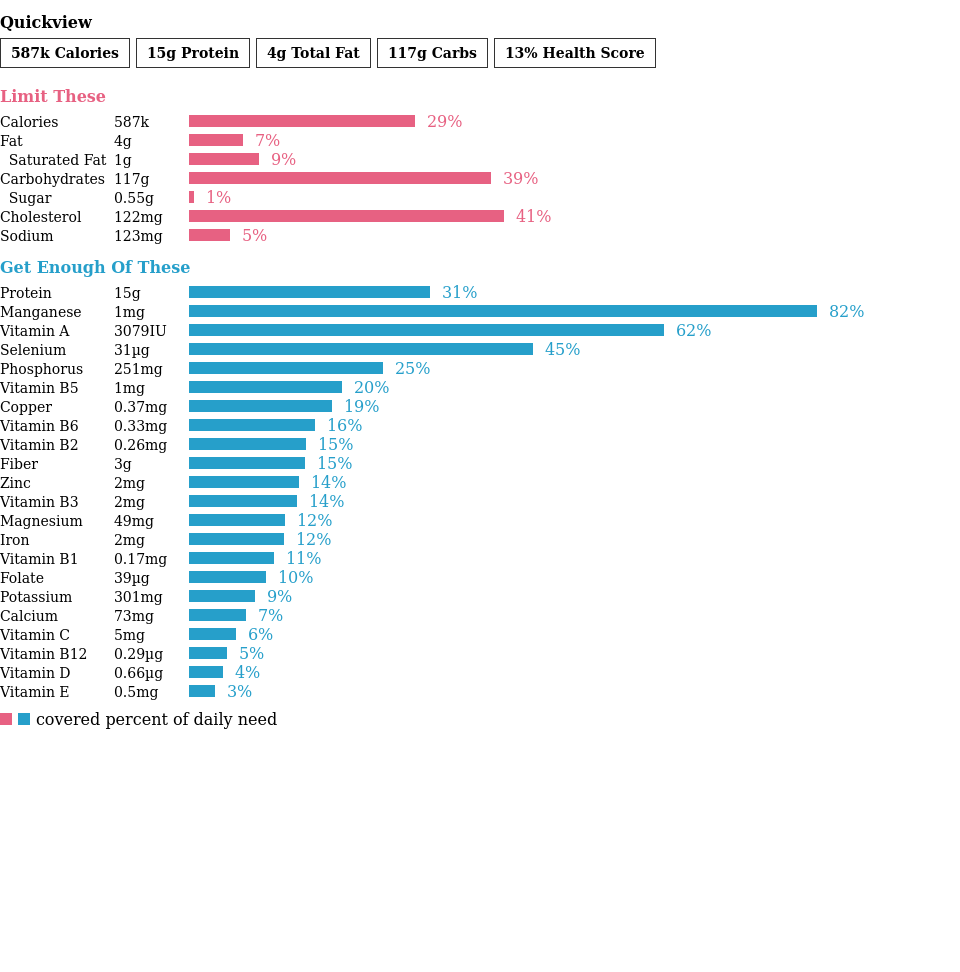 Quickview
587k Calories 15g Protein 4g Total Fat 117g Carbs 13% Health Score
Limit These
Calories 587k 29%
Fat 4g 7%
Saturated Fat 1g 9%
Carbohydrates 117g 39%
Sugar 0.55g 1%
Cholesterol 122mg 41%
Sodium 123mg 5%
Get Enough Of These
Protein 15g 31%
Manganese 1mg 82%
Vitamin A 3079IU 62%
Selenium 31µg 45%
Phosphorus 251mg 25%
Vitamin B5 1mg 20%
Copper 0.37mg 19%
Vitamin B6 0.33mg 16%
Vitamin B2 0.26mg 15%
Fiber 3g 15%
Zinc 2mg 14%
Vitamin B3 2mg 14%
Magnesium 49mg 12%
Iron 2mg 12%
Vitamin B1 0.17mg 11%
Folate 39µg 10%
Potassium 301mg 9%
Calcium 73mg 7%
Vitamin C 5mg 6%
Vitamin B12 0.29µg 5%
Vitamin D 0.66µg 4%
Vitamin E 0.5mg 3%
covered percent of daily need